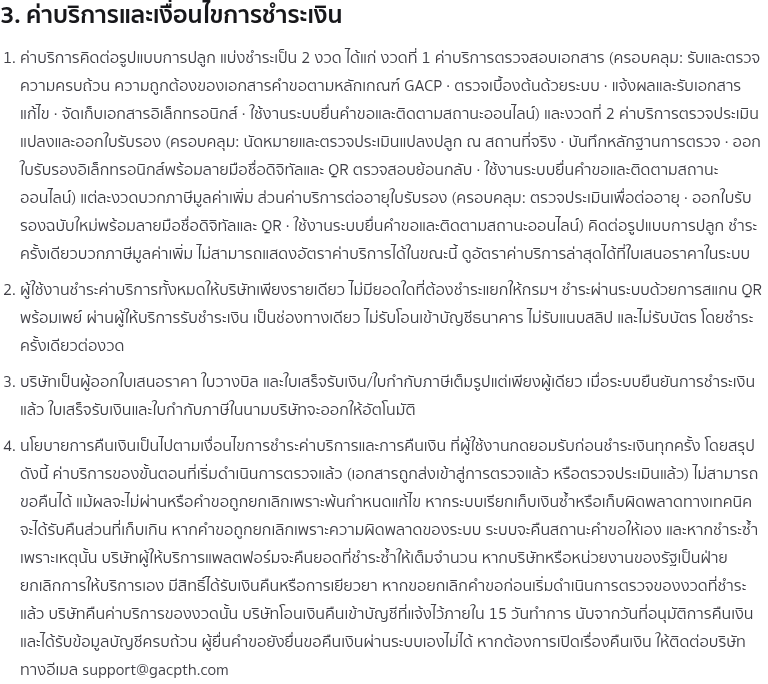 3. ค่าบริการและเงื่อนไขการชำระเงิน
1. ค่าบริการคิดต่อรูปแบบการปลูก แบ่งชำระเป็น 2 งวด ได้แก่ งวดที่ 1 ค่าบริการตรวจสอบเอกสาร (ครอบคลุม: รับและตรวจ
ความครบถ้วน ความถูกต้องของเอกสารคำขอตามหลักเกณฑ์ GACP · ตรวจเบื้องต้นด้วยระบบ · แจ้งผลและรับเอกสาร
แก้ไข · จัดเก็บเอกสารอิเล็กทรอนิกส์ · ใช้งานระบบยื่นคำขอและติดตามสถานะออนไลน์) และงวดที่ 2 ค่าบริการตรวจประเมิน
แปลงและออกใบรับรอง (ครอบคลุม: นัดหมายและตรวจประเมินแปลงปลูก ณ สถานที่จริง · บันทึกหลักฐานการตรวจ · ออก
ใบรับรองอิเล็กทรอนิกส์พร้อมลายมือชื่อดิจิทัลและ QR ตรวจสอบย้อนกลับ · ใช้งานระบบยื่นคำขอและติดตามสถานะ
ออนไลน์) แต่ละงวดบวกภาษีมูลค่าเพิ่ม ส่วนค่าบริการต่ออายุใบรับรอง (ครอบคลุม: ตรวจประเมินเพื่อต่ออายุ · ออกใบรับ
รองฉบับใหม่พร้อมลายมือชื่อดิจิทัลและ QR · ใช้งานระบบยื่นคำขอและติดตามสถานะออนไลน์) คิดต่อรูปแบบการปลูก ชำระ
ครั้งเดียวบวกภาษีมูลค่าเพิ่ม ไม่สามารถแสดงอัตราค่าบริการได้ในขณะนี้ ดูอัตราค่าบริการล่าสุดได้ที่ใบเสนอราคาในระบบ
2. ผู้ใช้งานชำระค่าบริการทั้งหมดให้บริษัทเพียงรายเดียว ไม่มียอดใดที่ต้องชำระแยกให้กรมฯ ชำระผ่านระบบด้วยการสแกน QR
พร้อมเพย์ ผ่านผู้ให้บริการรับชำระเงิน เป็นช่องทางเดียว ไม่รับโอนเข้าบัญชีธนาคาร ไม่รับแนบสลิป และไม่รับบัตร โดยชำระ
ครั้งเดียวต่องวด
3. บริษัทเป็นผู้ออกใบเสนอราคา ใบวางบิล และใบเสร็จรับเงิน/ใบกำกับภาษีเต็มรูปแต่เพียงผู้เดียว เมื่อระบบยืนยันการชำระเงิน
แล้ว ใบเสร็จรับเงินและใบกำกับภาษีในนามบริษัทจะออกให้อัตโนมัติ
4. นโยบายการคืนเงินเป็นไปตามเงื่อนไขการชำระค่าบริการและการคืนเงิน ที่ผู้ใช้งานกดยอมรับก่อนชำระเงินทุกครั้ง โดยสรุป
ดังนี้ ค่าบริการของขั้นตอนที่เริ่มดำเนินการตรวจแล้ว (เอกสารถูกส่งเข้าสู่การตรวจแล้ว หรือตรวจประเมินแล้ว) ไม่สามารถ
ขอคืนได้ แม้ผลจะไม่ผ่านหรือคำขอถูกยกเลิกเพราะพ้นกำหนดแก้ไข หากระบบเรียกเก็บเงินซ้ำหรือเก็บผิดพลาดทางเทคนิค
จะได้รับคืนส่วนที่เก็บเกิน หากคำขอถูกยกเลิกเพราะความผิดพลาดของระบบ ระบบจะคืนสถานะคำขอให้เอง และหากชำระซ้ำ
เพราะเหตุนั้น บริษัทผู้ให้บริการแพลตฟอร์มจะคืนยอดที่ชำระซ้ำให้เต็มจำนวน หากบริษัทหรือหน่วยงานของรัฐเป็นฝ่าย
ยกเลิกการให้บริการเอง มีสิทธิ์ได้รับเงินคืนหรือการเยียวยา หากขอยกเลิกคำขอก่อนเริ่มดำเนินการตรวจของงวดที่ชำระ
แล้ว บริษัทคืนค่าบริการของงวดนั้น บริษัทโอนเงินคืนเข้าบัญชีที่แจ้งไว้ภายใน 15 วันทำการ นับจากวันที่อนุมัติการคืนเงิน
และได้รับข้อมูลบัญชีครบถ้วน ผู้ยื่นคำขอยังยื่นขอคืนเงินผ่านระบบเองไม่ได้ หากต้องการเปิดเรื่องคืนเงิน ให้ติดต่อบริษัท
ทางอีเมล support@gacpth.com